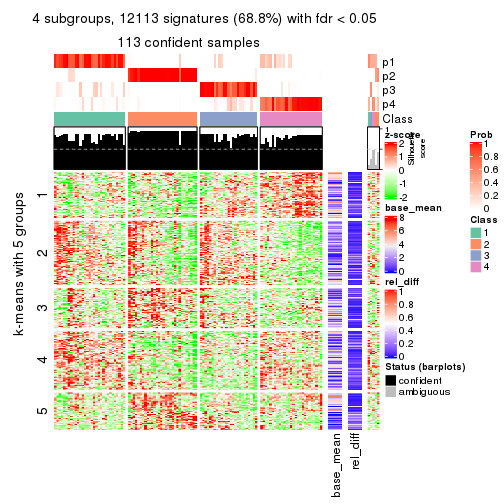 4 subgroups, 12113 signatures (68.8%) with fdr < 0.05
113 confident samples
p1
p2
p3
p4
Class
1
Silhouette
score
k-means with 5 groups
1
2
3
4
5
base_mean
rel_diff
z-score
2
1
0
-1
-2
base_mean
8
6
4
2
0
rel_diff
1
0.8
0.6
0.4
0.2
0
Status (barplots)
confident
ambiguous
Prob
1
0.8
0.6
0.4
0.2
0
Class
1
2
3
4